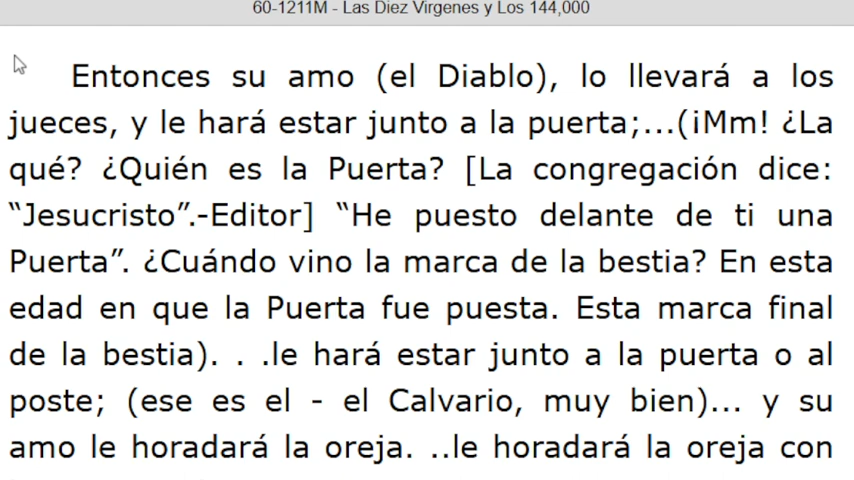 60-1211M - Las Diez Virgenes y Los 144,000
Entonces su amo (el Diablo), lo llevará a los
jueces, y le hará estar junto a la puerta;...(¡Mm! ¿La
qué? ¿Quién es la Puerta? [La congregación dice:
“Jesucristo”.-Editor] “He puesto delante de ti una
Puerta”. ¿Cuándo vino la marca de la bestia? En esta
edad en que la Puerta fue puesta. Esta marca final
de la bestia). . .le hará estar junto a la puerta o al
poste; (ese es el - el Calvario, muy bien)... y su
amo le horadará la oreja. ..le horadará la oreja con